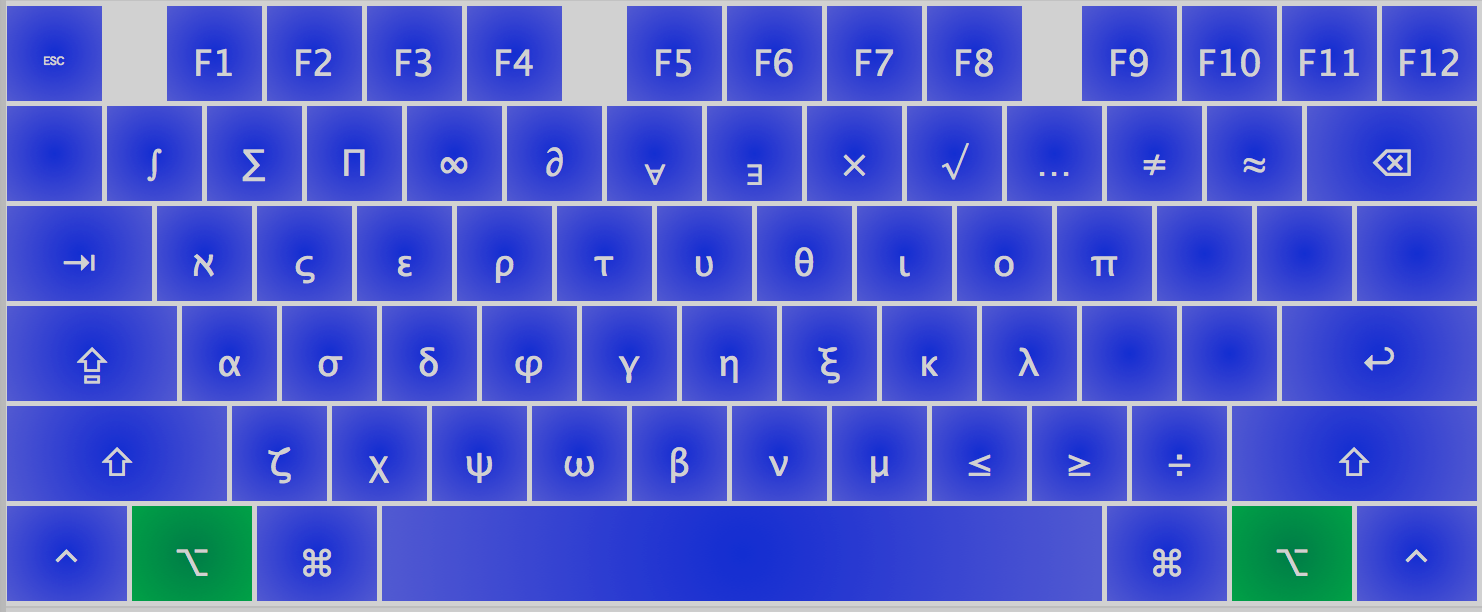 ESC F1 F2 F3 F4 F5 F6 F7 F8 F9 F10 F11 F12
∫ ∑ Π ∞ ∂ ∀ ∃ × √ … ≠ ≈ ⌫
⇥ ℵ ς ε ρ τ υ θ ι ο π
⇪ α σ δ φ γ η ξ κ λ ↩
⇧ ζ χ ψ ω β ν μ ≤ ≥ ÷ ⇧
^ ⌥ ⌘ ⌘ ⌥ ^